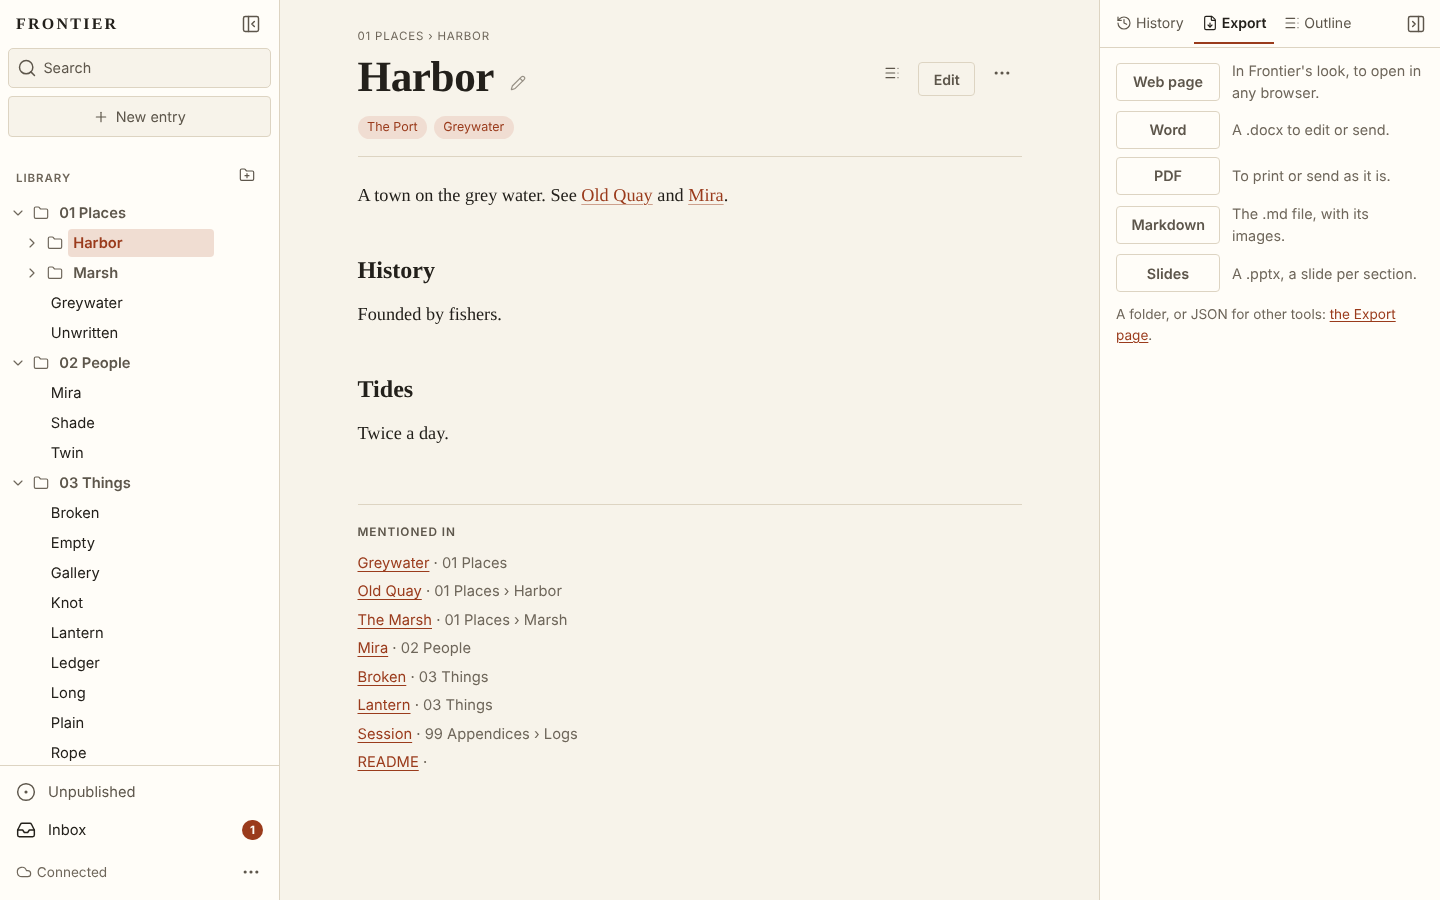 FRONTIER
Search
New entry
LIBRARY
01 Places
Harbor
Marsh
Greywater
Unwritten
02 People
Mira
Shade
Twin
03 Things
Broken
Empty
Gallery
Knot
Lantern
Ledger
Long
Plain
Rope
Unpublished
Inbox 1
Connected
01 PLACES › HARBOR
Harbor
Edit
The Port Greywater
A town on the grey water. See Old Quay and Mira.
History
Founded by fishers.
Tides
Twice a day.
MENTIONED IN
Greywater · 01 Places
Old Quay · 01 Places › Harbor
The Marsh · 01 Places › Marsh
Mira · 02 People
Broken · 03 Things
Lantern · 03 Things
Session · 99 Appendices › Logs
README ·
History Export Outline
Web page In Frontier's look, to open in
any browser.
Word A .docx to edit or send.
PDF To print or send as it is.
Markdown The .md file, with its
images.
Slides A .pptx, a slide per section.
A folder, or JSON for other tools: the Export
page.